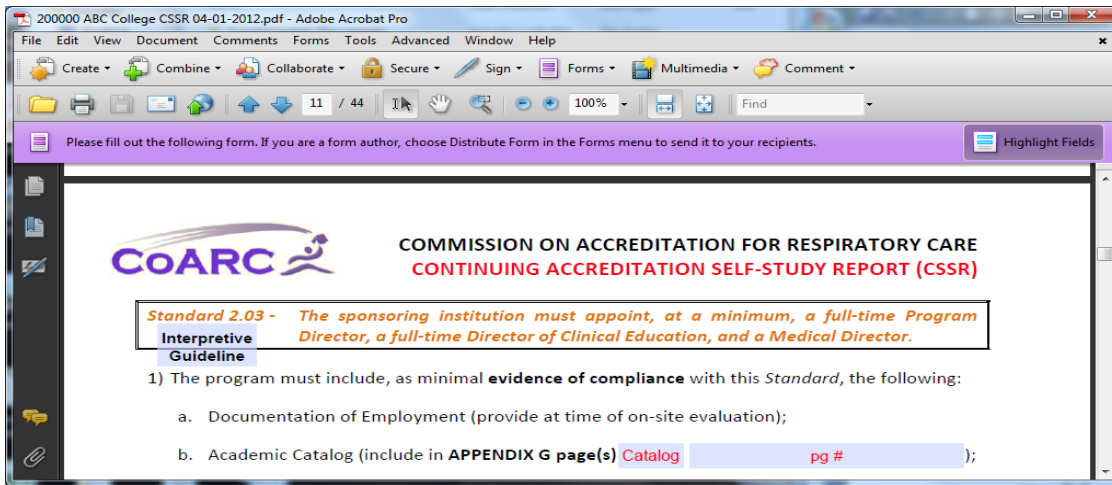 200000 ABC College CSSR 04-01-2012.pdf - Adobe Acrobat Pro
File Edit View Document Comments Forms Tools Advanced Window Help
Create Combine Collaborate Secure Sign Forms Multimedia Comment
11 / 44 100% Find
Please fill out the following form. If you are a form author, choose Distribute Form in the Forms menu to send it to your recipients. Highlight Fields
COMMISSION ON ACCREDITATION FOR RESPIRATORY CARE
CoARC CONTINUING ACCREDITATION SELF-STUDY REPORT (CSSR)
Standard 2.03 - The sponsoring institution must appoint, at a minimum, a full-time Program
Interpretive Director, a full-time Director of Clinical Education, and a Medical Director.
Guideline
1) The program must include, as minimal evidence of compliance with this Standard, the following:
a. Documentation of Employment (provide at time of on-site evaluation);
b. Academic Catalog (include in APPENDIX G page(s) Catalog pg # );